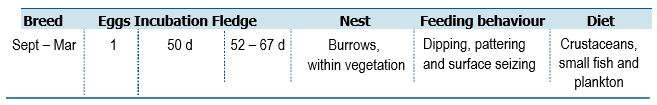 Breed Eggs Incubation Fledge Nest Feeding behaviour Diet
Sept – Mar 1 50 d 52 – 67 d Burrows, Dipping, pattering Crustaceans,
within vegetation and surface seizing small fish and
plankton